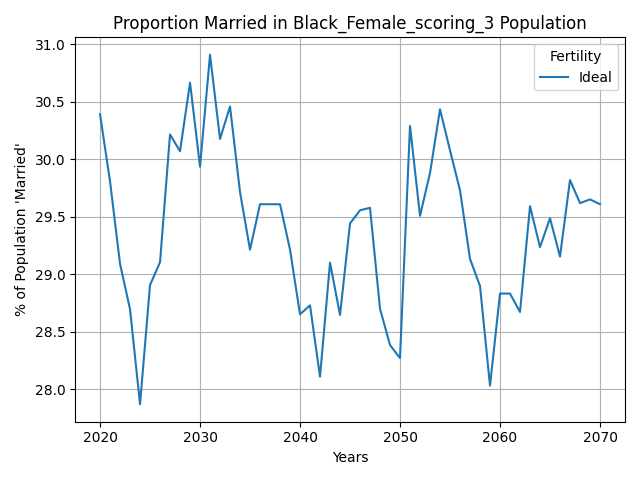 Proportion Married in Black_Female_scoring_3 Population
Fertility
Ideal
% of Population 'Married'
31.0
30.5
30.0
29.5
29.0
28.5
28.0
2020 2030 2040 2050 2060 2070
Years